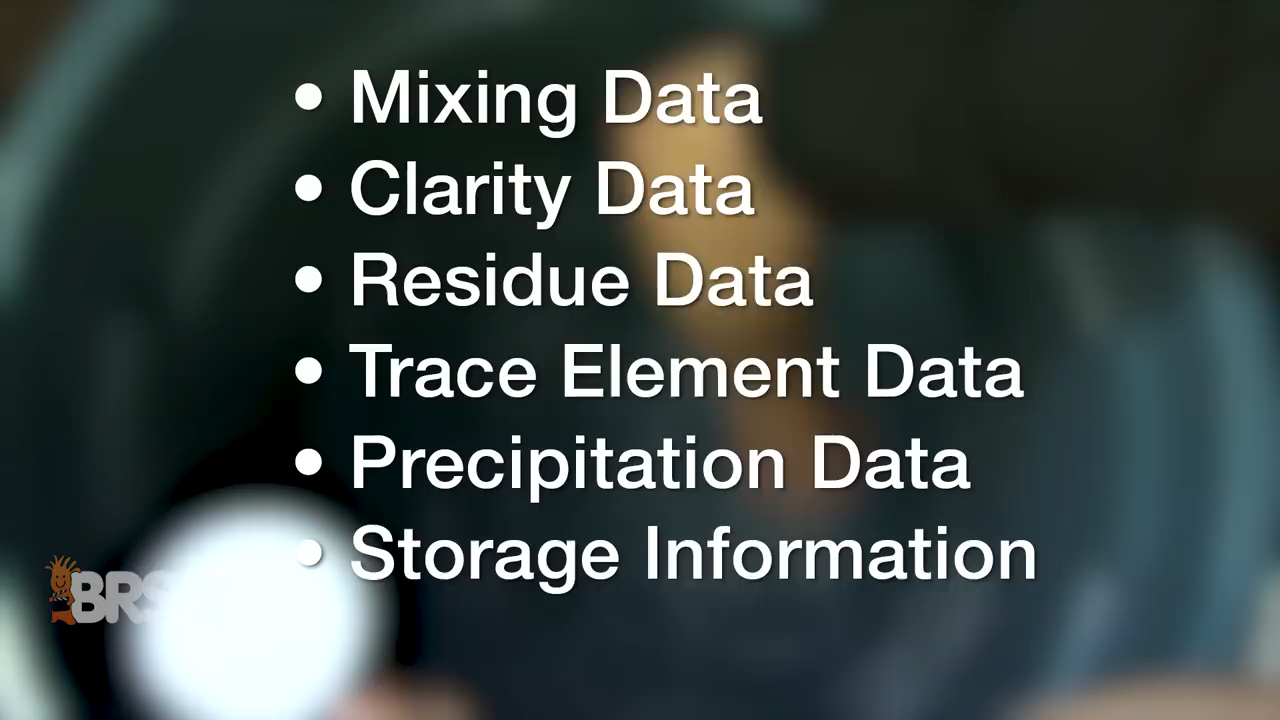 • Mixing Data
• Clarity Data
• Residue Data
• Trace Element Data
• Precipitation Data
• Storage Information
BRS